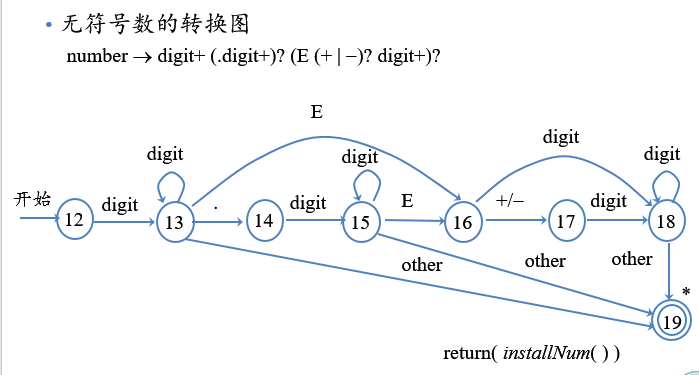 • 无符号数的转换图
number → digit+ (.digit+)? (E (+ | −)? digit+)?
E
digit
digit digit digit
开始 digit . digit E +/− digit
12 13 14 15 16 17 18
other other other
*
19
return( installNum( ) )